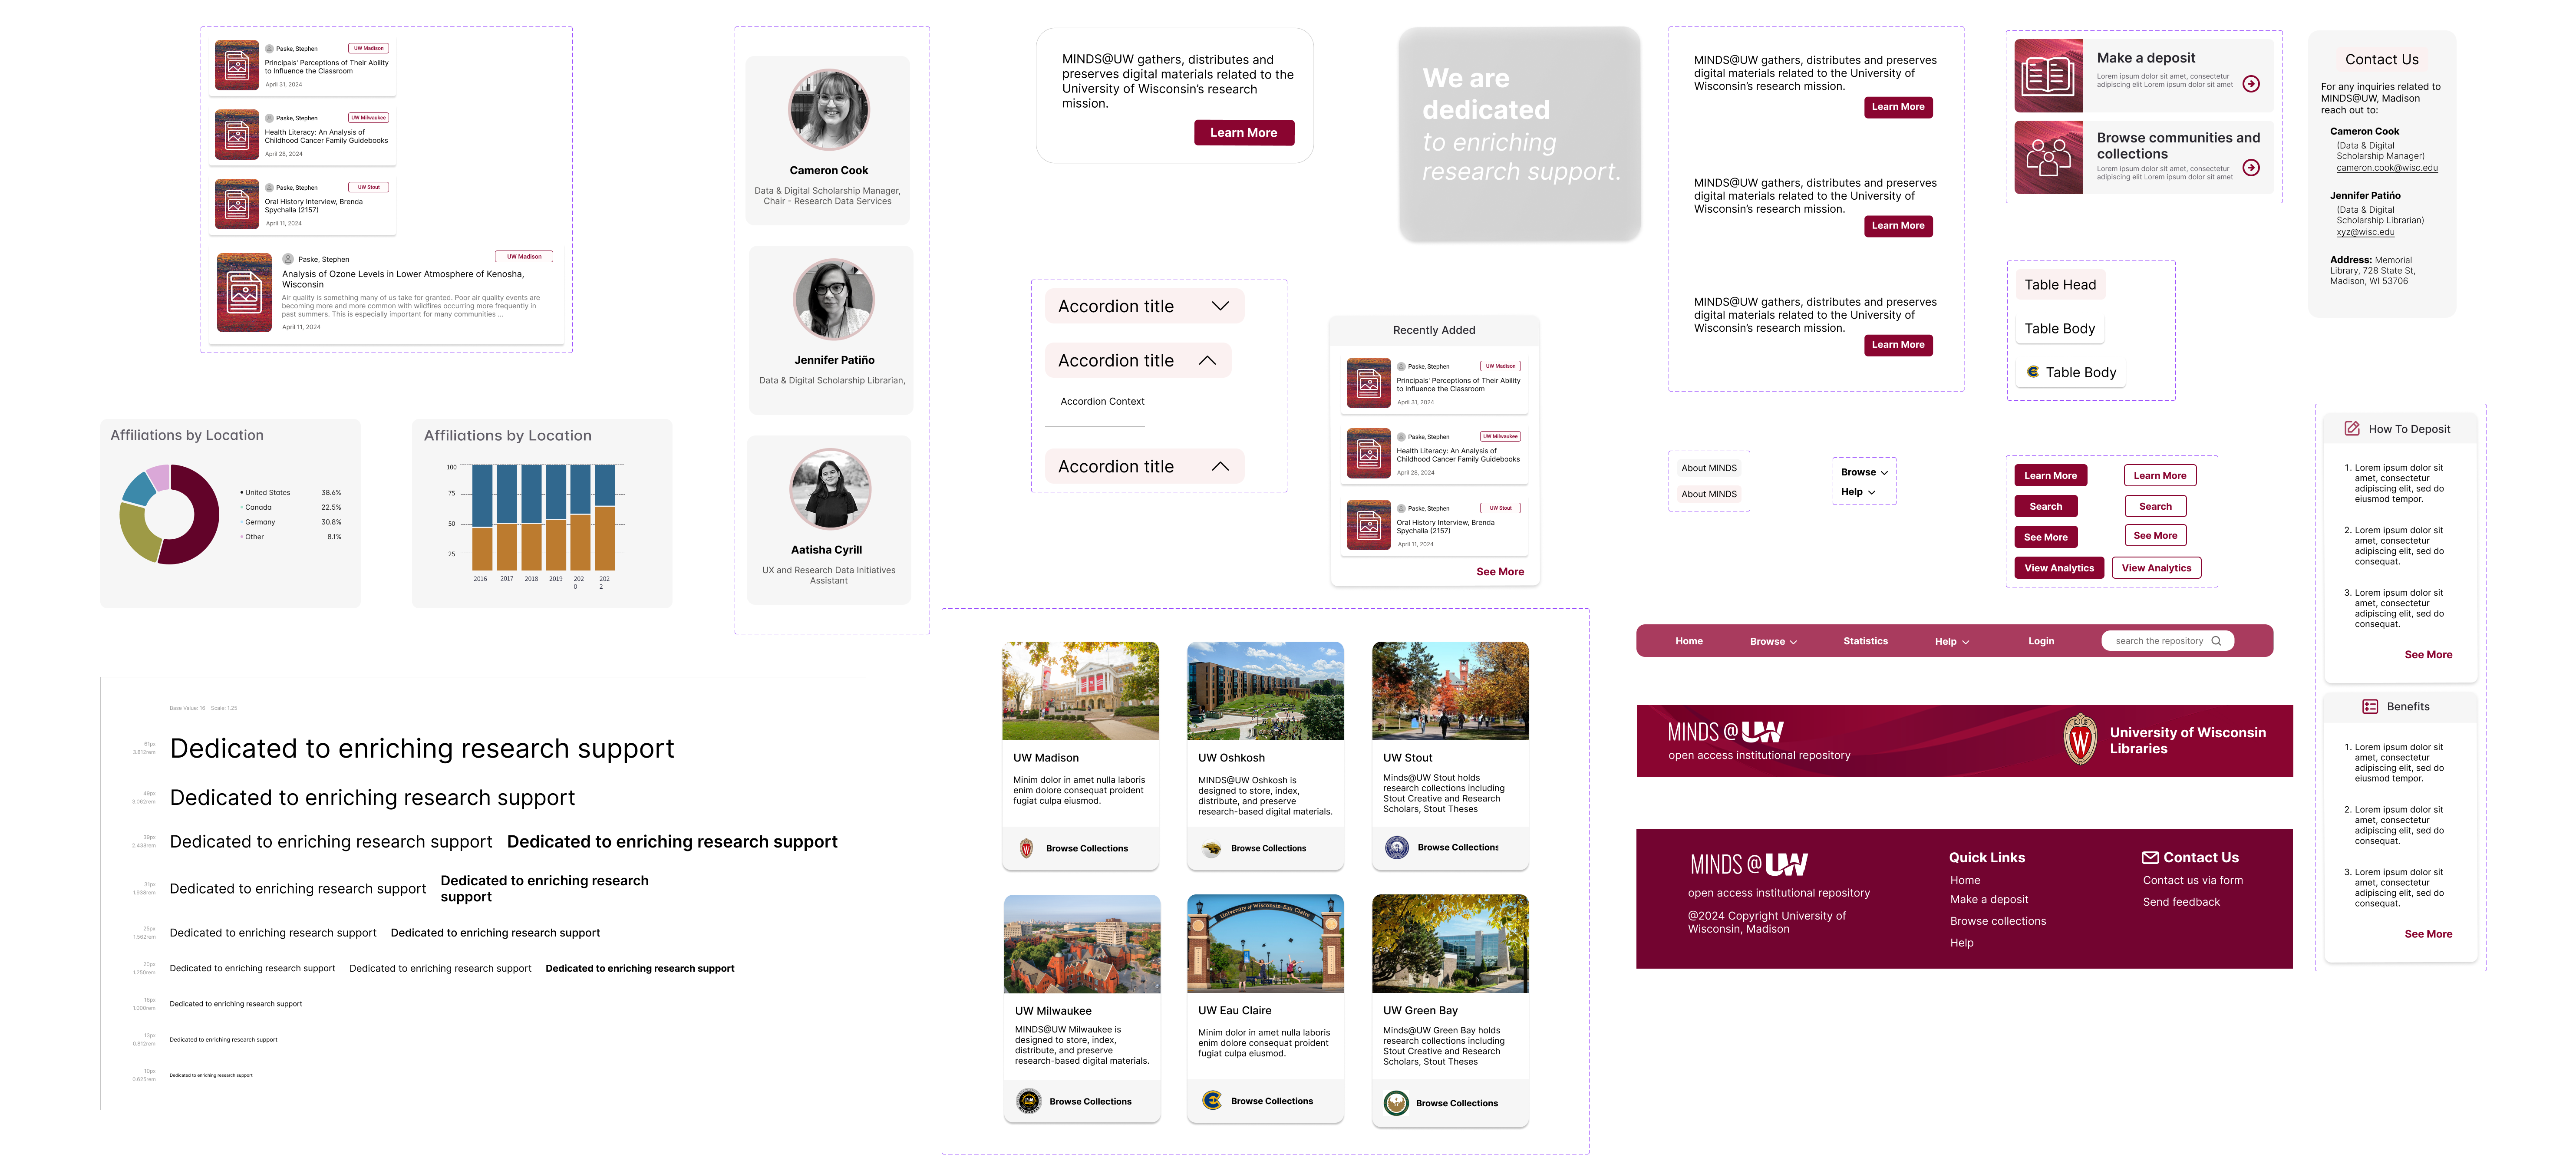 Paske, Stephen
UW Madison
Principals' Perceptions of Their Ability
to Influence the Classroom
April 31, 2024
Paske, Stephen
UW Milwaukee
Health Literacy: An Analysis of
Childhood Cancer Family Guidebooks
April 28, 2024
Paske, Stephen
UW Stout
Oral History Interview, Brenda
Spychalla (2157)
April 11, 2024
Paske, Stephen
UW Madison
Analysis of Ozone Levels in Lower Atmosphere of Kenosha,
Wisconsin
Air quality is something many of us take for granted. Poor air quality events are
becoming more and more common with wildfires occurring more frequently in
past summers. This is especially important for many communities ...
April 11, 2024
Cameron Cook
Data & Digital Scholarship Manager,
Chair - Research Data Services
Jennifer Patiño
Data & Digital Scholarship Librarian,
Aatisha Cyrill
UX and Research Data Initiatives
Assistant
MINDS@UW gathers, distributes and
preserves digital materials related to the
University of Wisconsin's research
mission.
Learn More
We are
dedicated
to enriching
research support.
MINDS@UW gathers, distributes and preserves
digital materials related to the University of
Wisconsin's research mission.
Learn More
MINDS@UW gathers, distributes and preserves
digital materials related to the University of
Wisconsin's research mission.
Learn More
MINDS@UW gathers, distributes and preserves
digital materials related to the University of
Wisconsin's research mission.
Learn More
Make a deposit
Lorem ipsum dolor sit amet, consectetur
adipiscing elit Lorem ipsum dolor sit amet
Browse communities and
collections
Lorem ipsum dolor sit amet, consectetur
adipiscing elit Lorem ipsum dolor sit amet
Contact Us
For any inquiries related to
MINDS@UW, Madison
reach out to:
Cameron Cook
(Data & Digital
Scholarship Manager)
cameron.cook@wisc.edu
Jennifer Patiño
(Data & Digital
Scholarship Librarian)
xyz@wisc.edu
Address: Memorial
Library, 728 State St,
Madison, WI 53706
Accordion title
Accordion title
Accordion Context
Accordion title
Recently Added
Paske, Stephen
UW Madison
Principals' Perceptions of Their Ability
to Influence the Classroom
April 31, 2024
Paske, Stephen
UW Milwaukee
Health Literacy: An Analysis of
Childhood Cancer Family Guidebooks
April 28, 2024
Paske, Stephen
UW Stout
Oral History Interview, Brenda
Spychalla (2157)
April 11, 2024
See More
Table Head
Table Body
Table Body
About MINDS
About MINDS
Browse
Help
Learn More
Learn More
Search
Search
See More
See More
View Analytics
View Analytics
How To Deposit
1. Lorem ipsum dolor sit
amet, consectetur
adipiscing elit, sed do
eiusmod tempor.
2. Lorem ipsum dolor sit
amet, consectetur
adipiscing elit, sed do
consequat.
3. Lorem ipsum dolor sit
amet, consectetur
adipiscing elit, sed do
consequat.
See More
Benefits
1. Lorem ipsum dolor sit
amet, consectetur
adipiscing elit, sed do
eiusmod tempor.
2. Lorem ipsum dolor sit
amet, consectetur
adipiscing elit, sed do
consequat.
3. Lorem ipsum dolor sit
amet, consectetur
adipiscing elit, sed do
consequat.
See More
Affiliations by Location
United States 38.6%
Canada 22.5%
Germany 30.8%
Other 8.1%
Affiliations by Location
100
75
50
25
2016
2017
2018
2019
202
0
202
2
Base Value: 16 Scale: 1.25
61px
3.812rem
Dedicated to enriching research support
49px
3.062rem
Dedicated to enriching research support
39px
2.438rem
Dedicated to enriching research support
Dedicated to enriching research support
31px
1.938rem
Dedicated to enriching research support
Dedicated to enriching research
support
25px
1.562rem
Dedicated to enriching research support
Dedicated to enriching research support
20px
1.250rem
Dedicated to enriching research support
Dedicated to enriching research support
Dedicated to enriching research support
16px
1.000rem
Dedicated to enriching research support
13px
0.812rem
Dedicated to enriching research support
10px
0.625rem
Dedicated to enriching research support
UW Madison
Minim dolor in amet nulla laboris
enim dolore consequat proident
fugiat culpa eiusmod.
W
Browse Collections
UW Oshkosh
MINDS@UW Oshkosh is
designed to store, index,
distribute, and preserve
research-based digital materials.
Browse Collections
UW Stout
Minds@UW Stout holds
research collections including
Stout Creative and Research
Scholars, Stout Theses
Browse Collections
UW Milwaukee
MINDS@UW Milwaukee is
designed to store, index,
distribute, and preserve
research-based digital materials.
Browse Collections
University of Wisconsin-Eau Claire
UW Eau Claire
Minim dolor in amet nulla laboris
enim dolore consequat proident
fugiat culpa eiusmod.
Browse Collections
UW Green Bay
Minds@UW Green Bay holds
research collections including
Stout Creative and Research
Scholars, Stout Theses
Browse Collections
Home
Browse
Statistics
Help
Login
search the repository
MINDS @ UW
open access institutional repository
W
University of Wisconsin
Libraries
MINDS @ UW
open access institutional repository
@2024 Copyright University of
Wisconsin, Madison
Quick Links
Home
Make a deposit
Browse collections
Help
Contact Us
Contact us via form
Send feedback